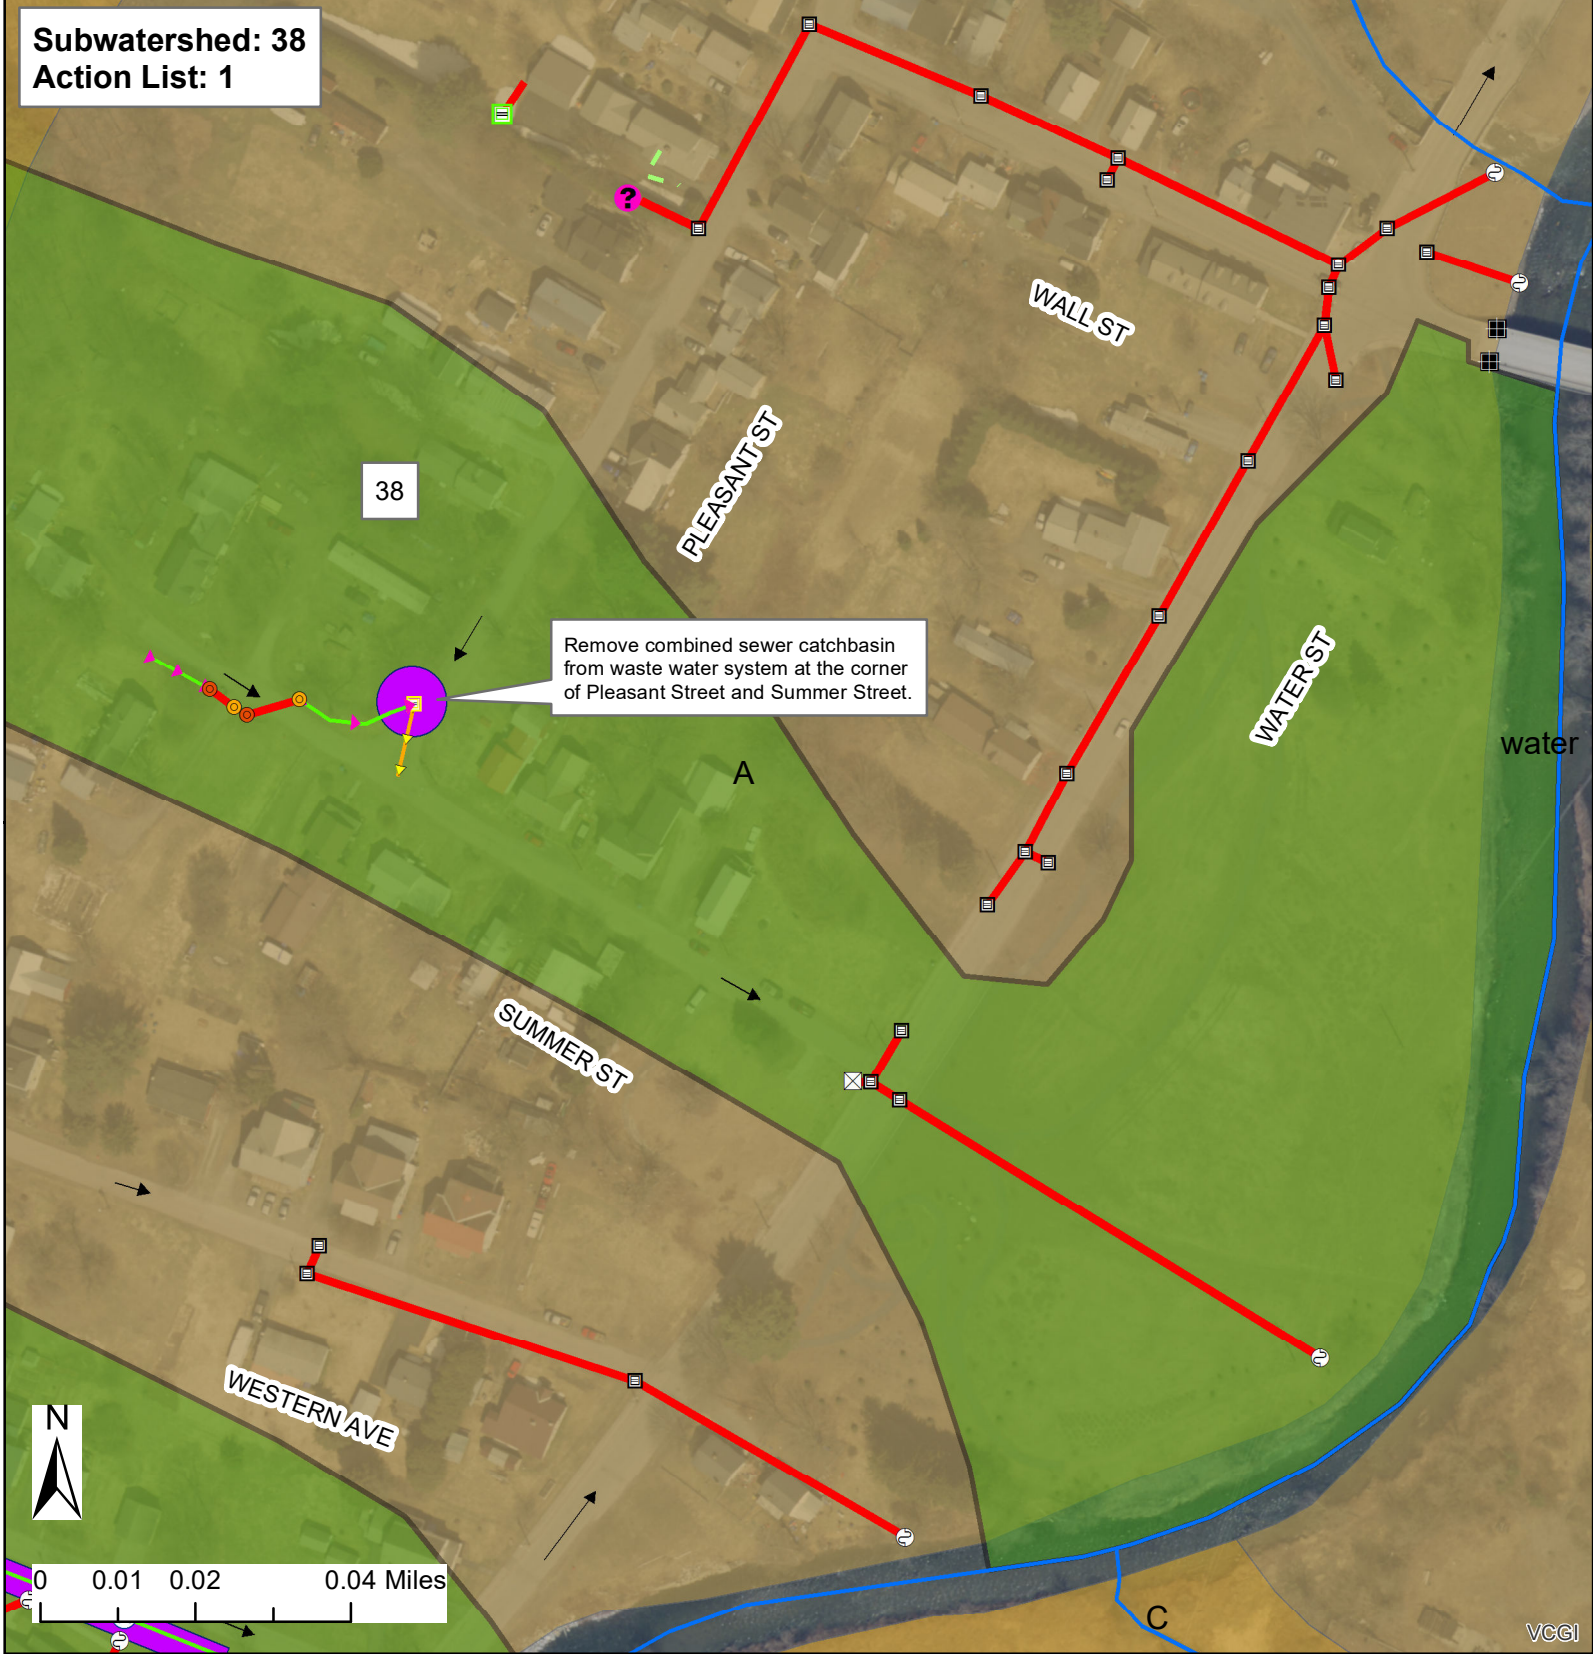 Subwatershed: 38
Action List: 1
?
WALL ST
PLEASANT ST
38
Remove combined sewer catchbasin
from waste water system at the corner
of Pleasant Street and Summer Street.
WATER ST
water
A
SUMMER ST
WESTERN AVE
N
0 0.01 0.02 0.04 Miles
C
VCGI